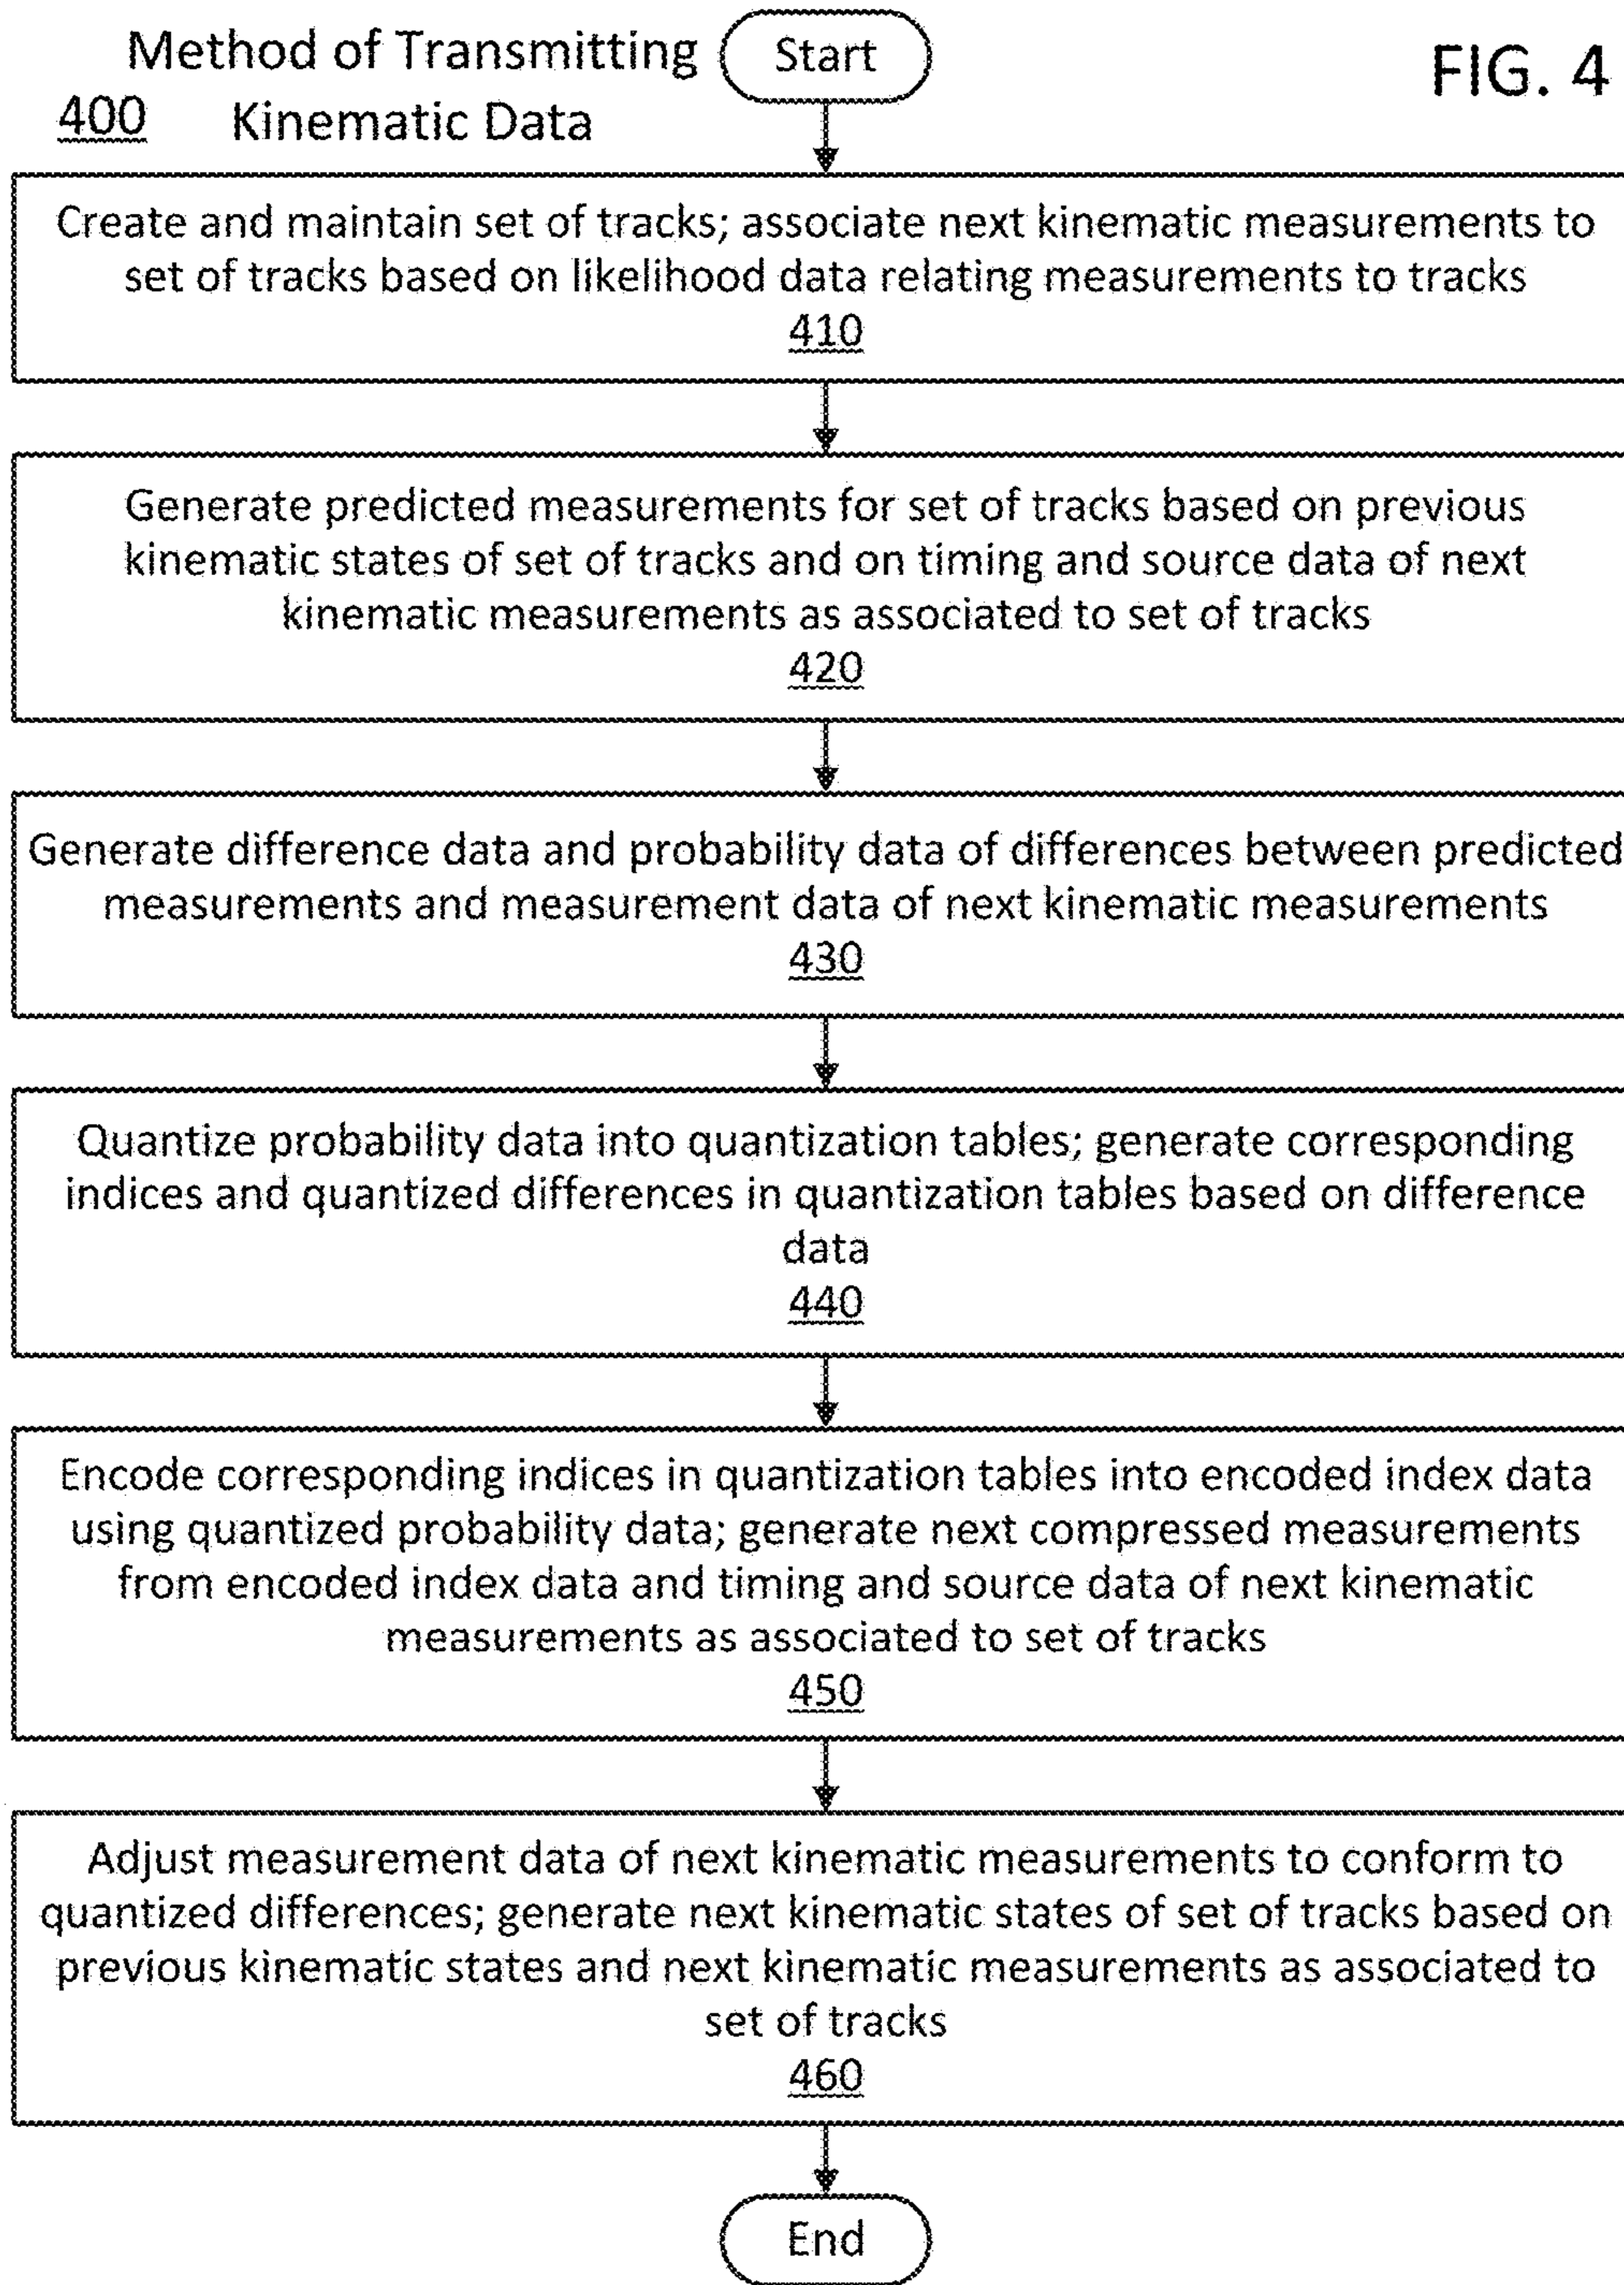 Method of Transmitting
400 Kinematic Data
Start
FIG. 4
Create and maintain set of tracks; associate next kinematic measurements to
set of tracks based on likelihood data relating measurements to tracks
410
Generate predicted measurements for set of tracks based on previous
kinematic states of set of tracks and on timing and source data of next
kinematic measurements as associated to set of tracks
420
Generate difference data and probability data of differences between predicted
measurements and measurement data of next kinematic measurements
430
Quantize probability data into quantization tables; generate corresponding
indices and quantized differences in quantization tables based on difference
data
440
Encode corresponding indices in quantization tables into encoded index data
using quantized probability data; generate next compressed measurements
from encoded index data and timing and source data of next kinematic
measurements as associated to set of tracks
450
Adjust measurement data of next kinematic measurements to conform to
quantized differences; generate next kinematic states of set of tracks based on
previous kinematic states and next kinematic measurements as associated to
set of tracks
460
End